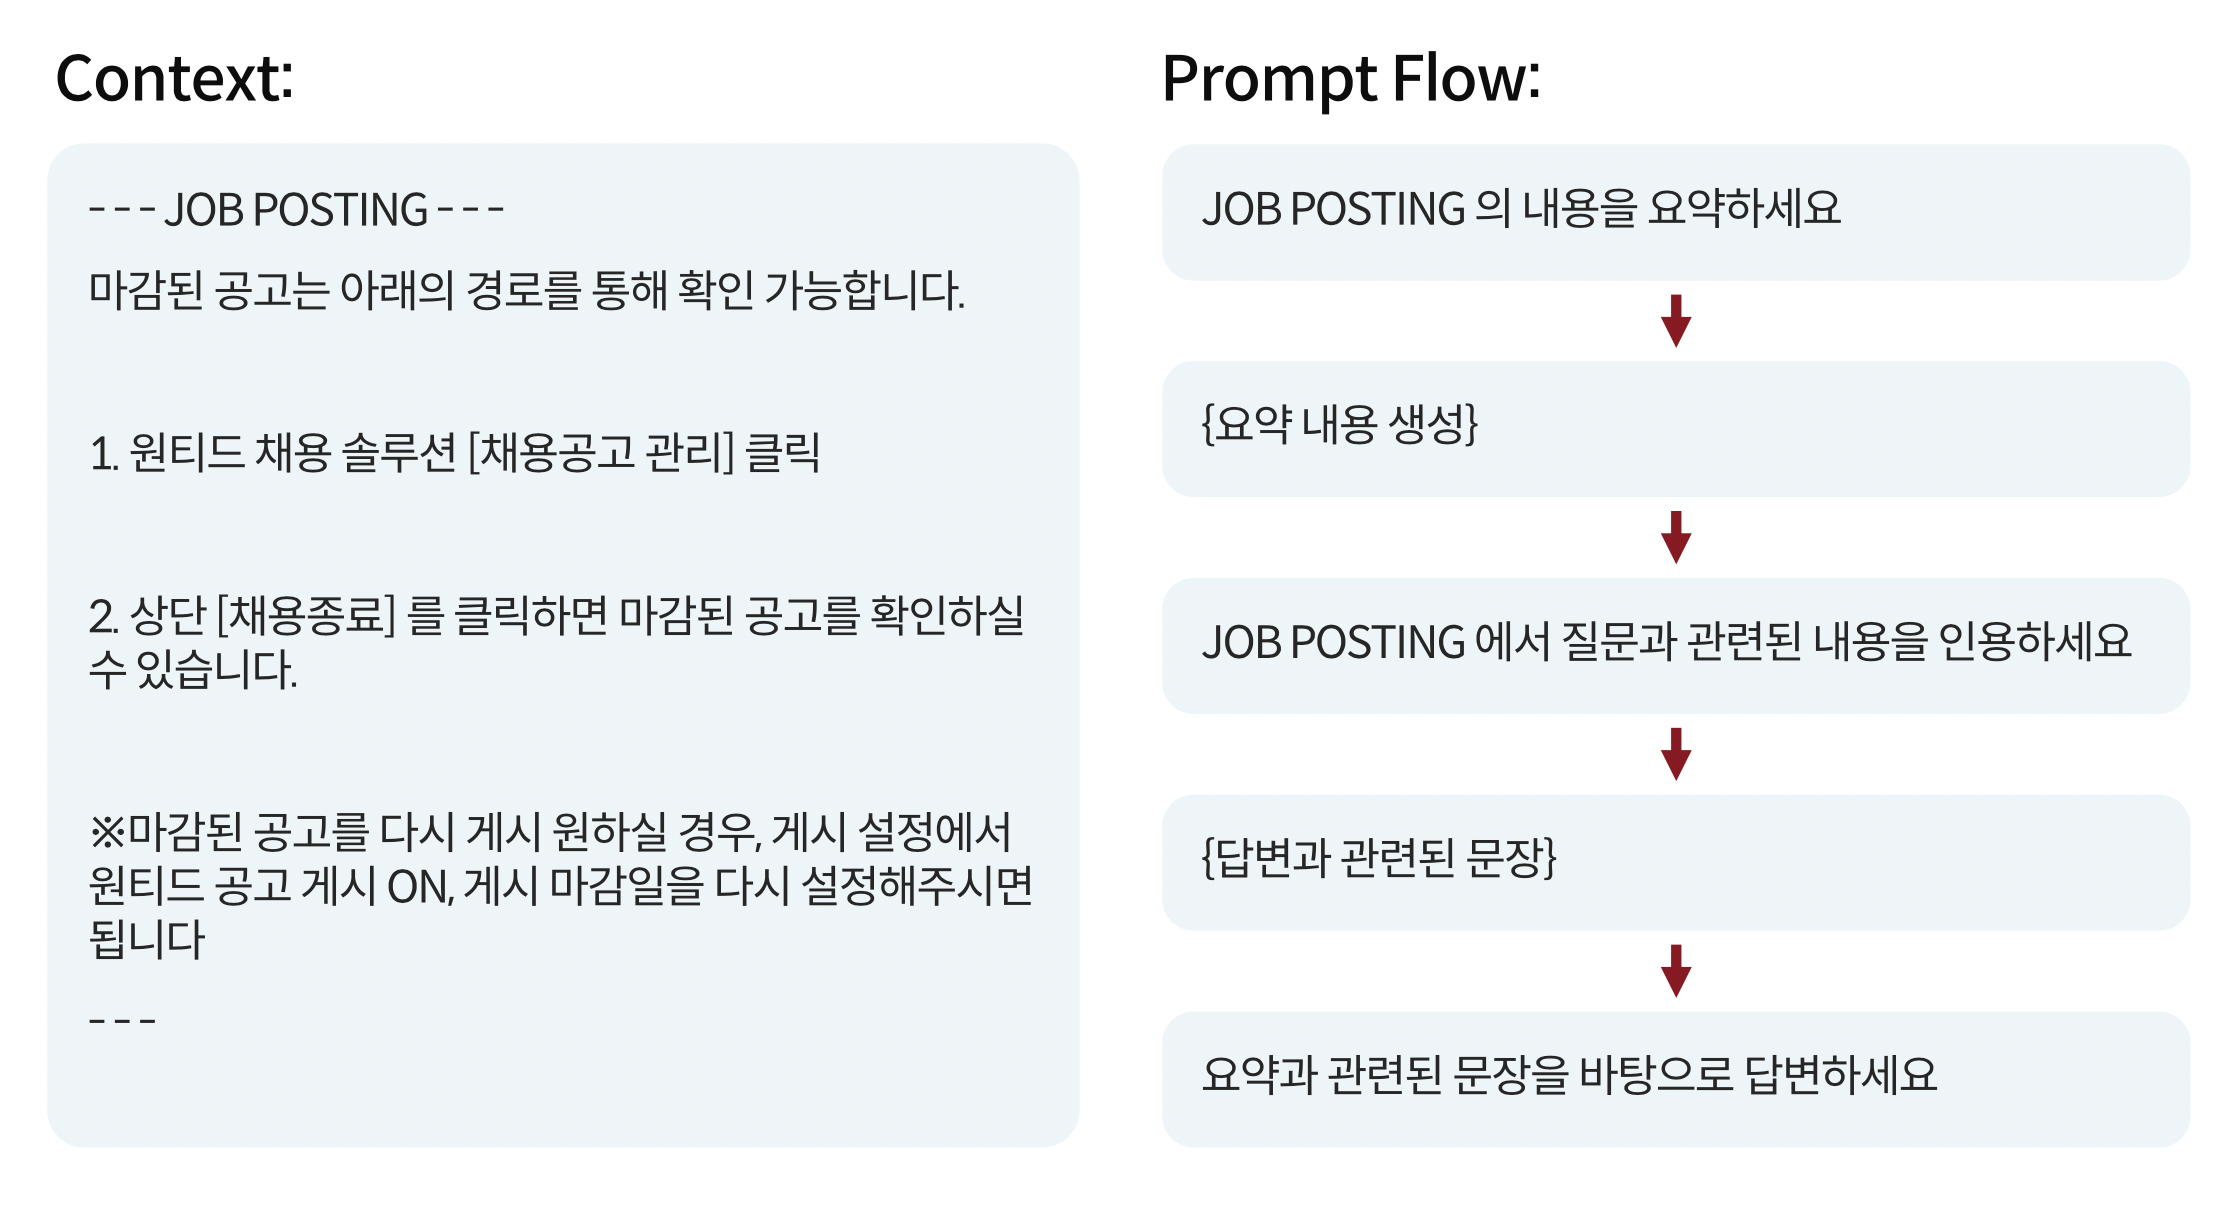 Context:
--- JOB POSTING ---
마감된 공고는 아래의 경로를 통해 확인 가능합니다.
1. 원티드 채용 솔루션 [채용공고 관리] 클릭
2. 상단 [채용종료] 를 클릭하면 마감된 공고를 확인하실
수 있습니다.
※마감된 공고를 다시 게시 원하실 경우, 게시 설정에서
원티드 공고 게시 ON, 게시 마감일을 다시 설정해주시면
됩니다
---
Prompt Flow:
JOB POSTING 의 내용을 요약하세요
{요약 내용 생성}
JOB POSTING 에서 질문과 관련된 내용을 인용하세요
{답변과 관련된 문장}
요약과 관련된 문장을 바탕으로 답변하세요